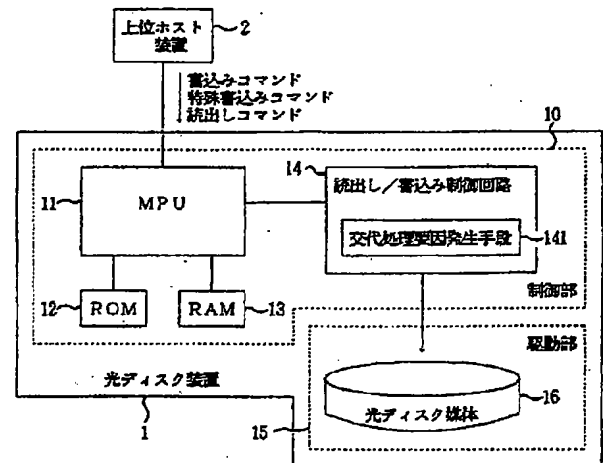 上位ホスト
装置
2
書込みコマンド
特殊書込みコマンド
読出しコマンド
10
14
11
MPU
読出し/書込み制御回路
交代処理要因発生手段
141
12
ROM
RAM
13
制御部
駆動部
光ディスク装置
1
光ディスク媒体
16
15